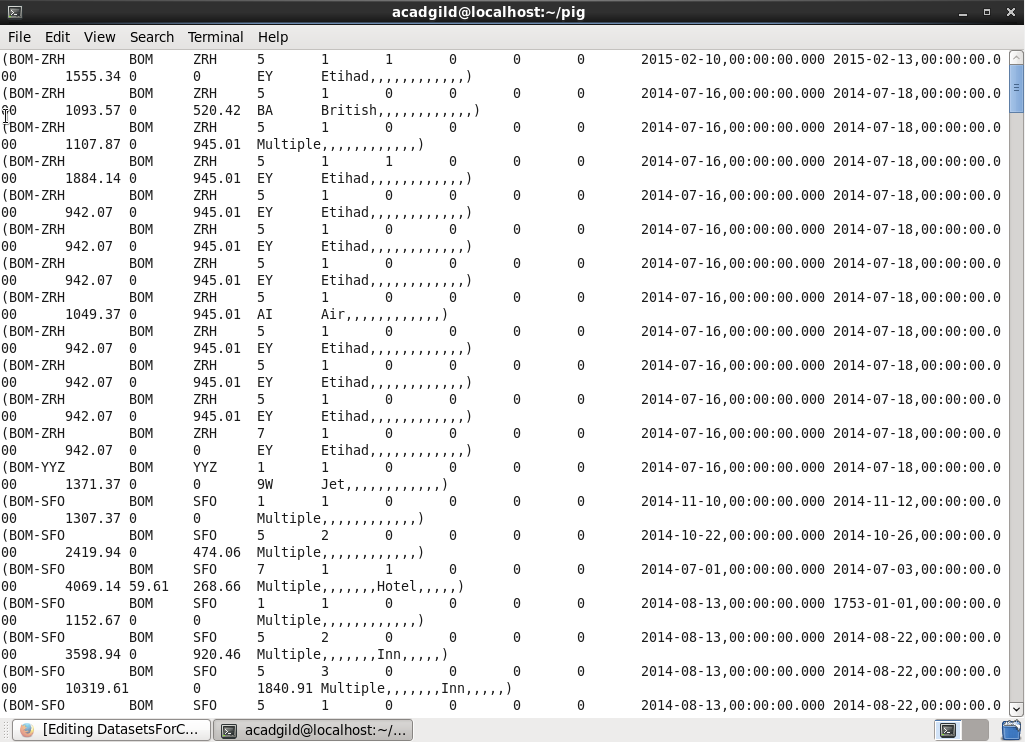 acadgild@localhost:~/pig
File Edit View Search Terminal Help
(BOM-ZRH BOM ZRH 5 1 1 0 0 0 2015-02-10,00:00:00.000 2015-02-13,00:00:00.0
00 1555.34 0 0 EY Etihad,,,,,,,,,,,,)
(BOM-ZRH BOM ZRH 5 1 0 0 0 0 2014-07-16,00:00:00.000 2014-07-18,00:00:00.0
00 1093.57 0 520.42 BA British,,,,,,,,,,,,)
(BOM-ZRH BOM ZRH 5 1 0 0 0 0 2014-07-16,00:00:00.000 2014-07-18,00:00:00.0
00 1107.87 0 945.01 Multiple,,,,,,,,,,,,)
(BOM-ZRH BOM ZRH 5 1 1 0 0 0 2014-07-16,00:00:00.000 2014-07-18,00:00:00.0
00 1884.14 0 945.01 EY Etihad,,,,,,,,,,,,)
(BOM-ZRH BOM ZRH 5 1 0 0 0 0 2014-07-16,00:00:00.000 2014-07-18,00:00:00.0
00 942.07 0 945.01 EY Etihad,,,,,,,,,,,,)
(BOM-ZRH BOM ZRH 5 1 0 0 0 0 2014-07-16,00:00:00.000 2014-07-18,00:00:00.0
00 942.07 0 945.01 EY Etihad,,,,,,,,,,,,)
(BOM-ZRH BOM ZRH 5 1 0 0 0 0 2014-07-16,00:00:00.000 2014-07-18,00:00:00.0
00 942.07 0 945.01 EY Etihad,,,,,,,,,,,,)
(BOM-ZRH BOM ZRH 5 1 0 0 0 0 2014-07-16,00:00:00.000 2014-07-18,00:00:00.0
00 1049.37 0 945.01 AI Air,,,,,,,,,,,,)
(BOM-ZRH BOM ZRH 5 1 0 0 0 0 2014-07-16,00:00:00.000 2014-07-18,00:00:00.0
00 942.07 0 945.01 EY Etihad,,,,,,,,,,,,)
(BOM-ZRH BOM ZRH 5 1 0 0 0 0 2014-07-16,00:00:00.000 2014-07-18,00:00:00.0
00 942.07 0 945.01 EY Etihad,,,,,,,,,,,,)
(BOM-ZRH BOM ZRH 5 1 0 0 0 0 2014-07-16,00:00:00.000 2014-07-18,00:00:00.0
00 942.07 0 945.01 EY Etihad,,,,,,,,,,,,)
(BOM-ZRH BOM ZRH 7 1 0 0 0 0 2014-07-16,00:00:00.000 2014-07-18,00:00:00.0
00 942.07 0 0 EY Etihad,,,,,,,,,,,,)
(BOM-YYZ BOM YYZ 1 1 0 0 0 0 2014-07-16,00:00:00.000 2014-07-18,00:00:00.0
00 1371.37 0 0 9W Jet,,,,,,,,,,,,)
(BOM-SFO BOM SFO 1 1 0 0 0 0 2014-11-10,00:00:00.000 2014-11-12,00:00:00.0
00 1307.37 0 0 Multiple,,,,,,,,,,,,)
(BOM-SFO BOM SFO 5 2 0 0 0 0 2014-10-22,00:00:00.000 2014-10-26,00:00:00.0
00 2419.94 0 474.06 Multiple,,,,,,,,,,,,)
(BOM-SFO BOM SFO 7 1 1 0 0 0 2014-07-01,00:00:00.000 2014-07-03,00:00:00.0
00 4069.14 59.61 268.66 Multiple,,,,,,,Hotel,,,,,)
(BOM-SFO BOM SFO 1 1 0 0 0 0 2014-08-13,00:00:00.000 1753-01-01,00:00:00.0
00 1152.67 0 0 Multiple,,,,,,,,,,,,)
(BOM-SFO BOM SFO 5 2 0 0 0 0 2014-08-13,00:00:00.000 2014-08-22,00:00:00.0
00 3598.94 0 920.46 Multiple,,,,,,,Inn,,,,,)
(BOM-SFO BOM SFO 5 3 0 0 0 0 2014-08-13,00:00:00.000 2014-08-22,00:00:00.0
00 10319.61 0 1840.91 Multiple,,,,,,,Inn,,,,,)
(BOM-SFO BOM SFO 5 1 0 0 0 0 2014-08-13,00:00:00.000 2014-08-22,00:00:00.0
[Editing DatasetsForC... acadgild@localhost:~/...